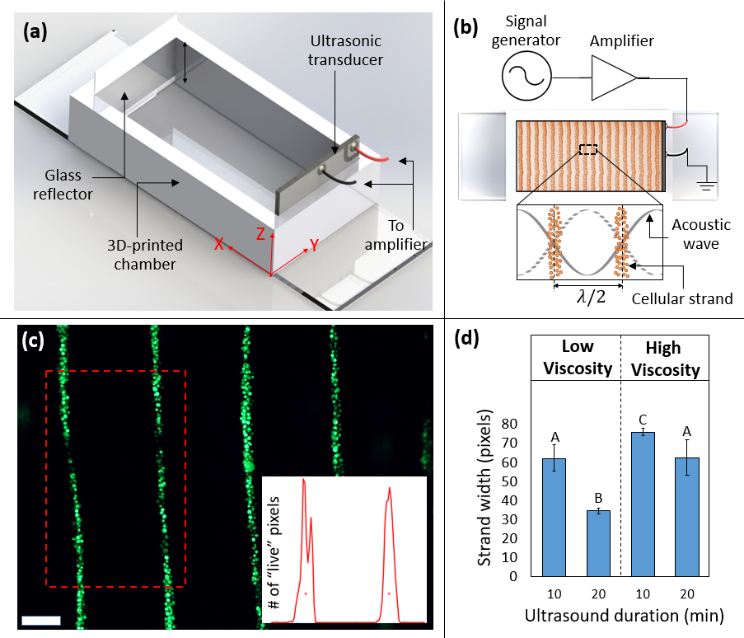 (a)
Ultrasonic
transducer
Glass
reflector
3D-printed
chamber
X
Z
Y
To
amplifier
(b)
Signal
generator
Amplifier
Acoustic
wave
λ/2
Cellular strand
(c)
# of “live” pixels
(d)
Low
Viscosity
High
Viscosity
Strand width (pixels)
80
70
60
50
40
30
20
10
0
A
B
C
A
10
20
10
20
Ultrasound duration (min)